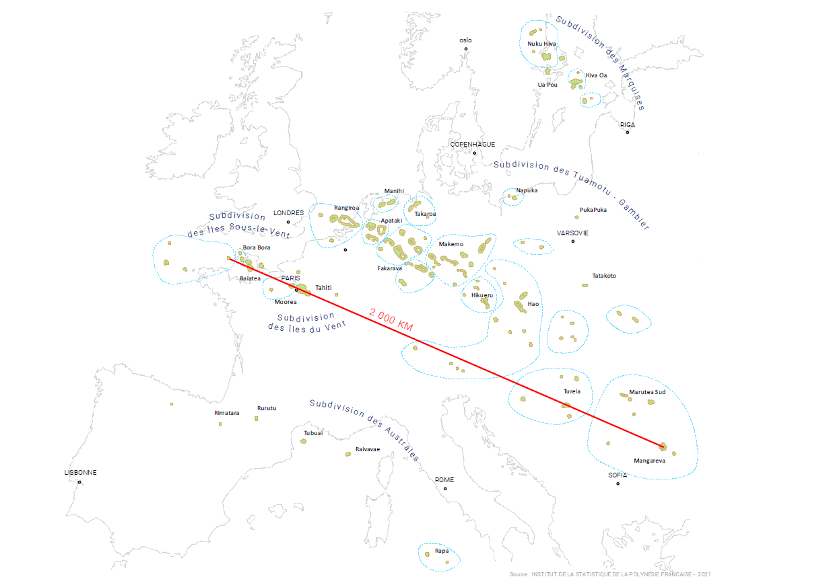 oslo
Nuku Hiva
Subdivision des Marquises
Ua Pou
Hiva Oa
RIGA
COPENHAGUE
Subdivision des Tuamotu - Gambier
Manihi
Napuka
Rangiroa
Takaroa
PukaPuka
LONDRES
Subdivision
des Îles Sous-le-Vent
Apataki
VARSOVIE
Bora Bora
Makemo
Raiatea
PARIS
Fakarava
Tatakoto
Tahiti
Hikueru
Moorea
Hao
Subdivision
des Îles du Vent
2 000 KM
Tureia
Marutea Sud
Subdivision des Australes
Rimatara
Rurutu
Tubuai
Raivavae
Mangareva
LISBONNE
ROME
SOFIA
Rapa
Source : INSTITUT DE LA STATISTIQUE DE LA POLYNESIE FRANCAISE - 2021